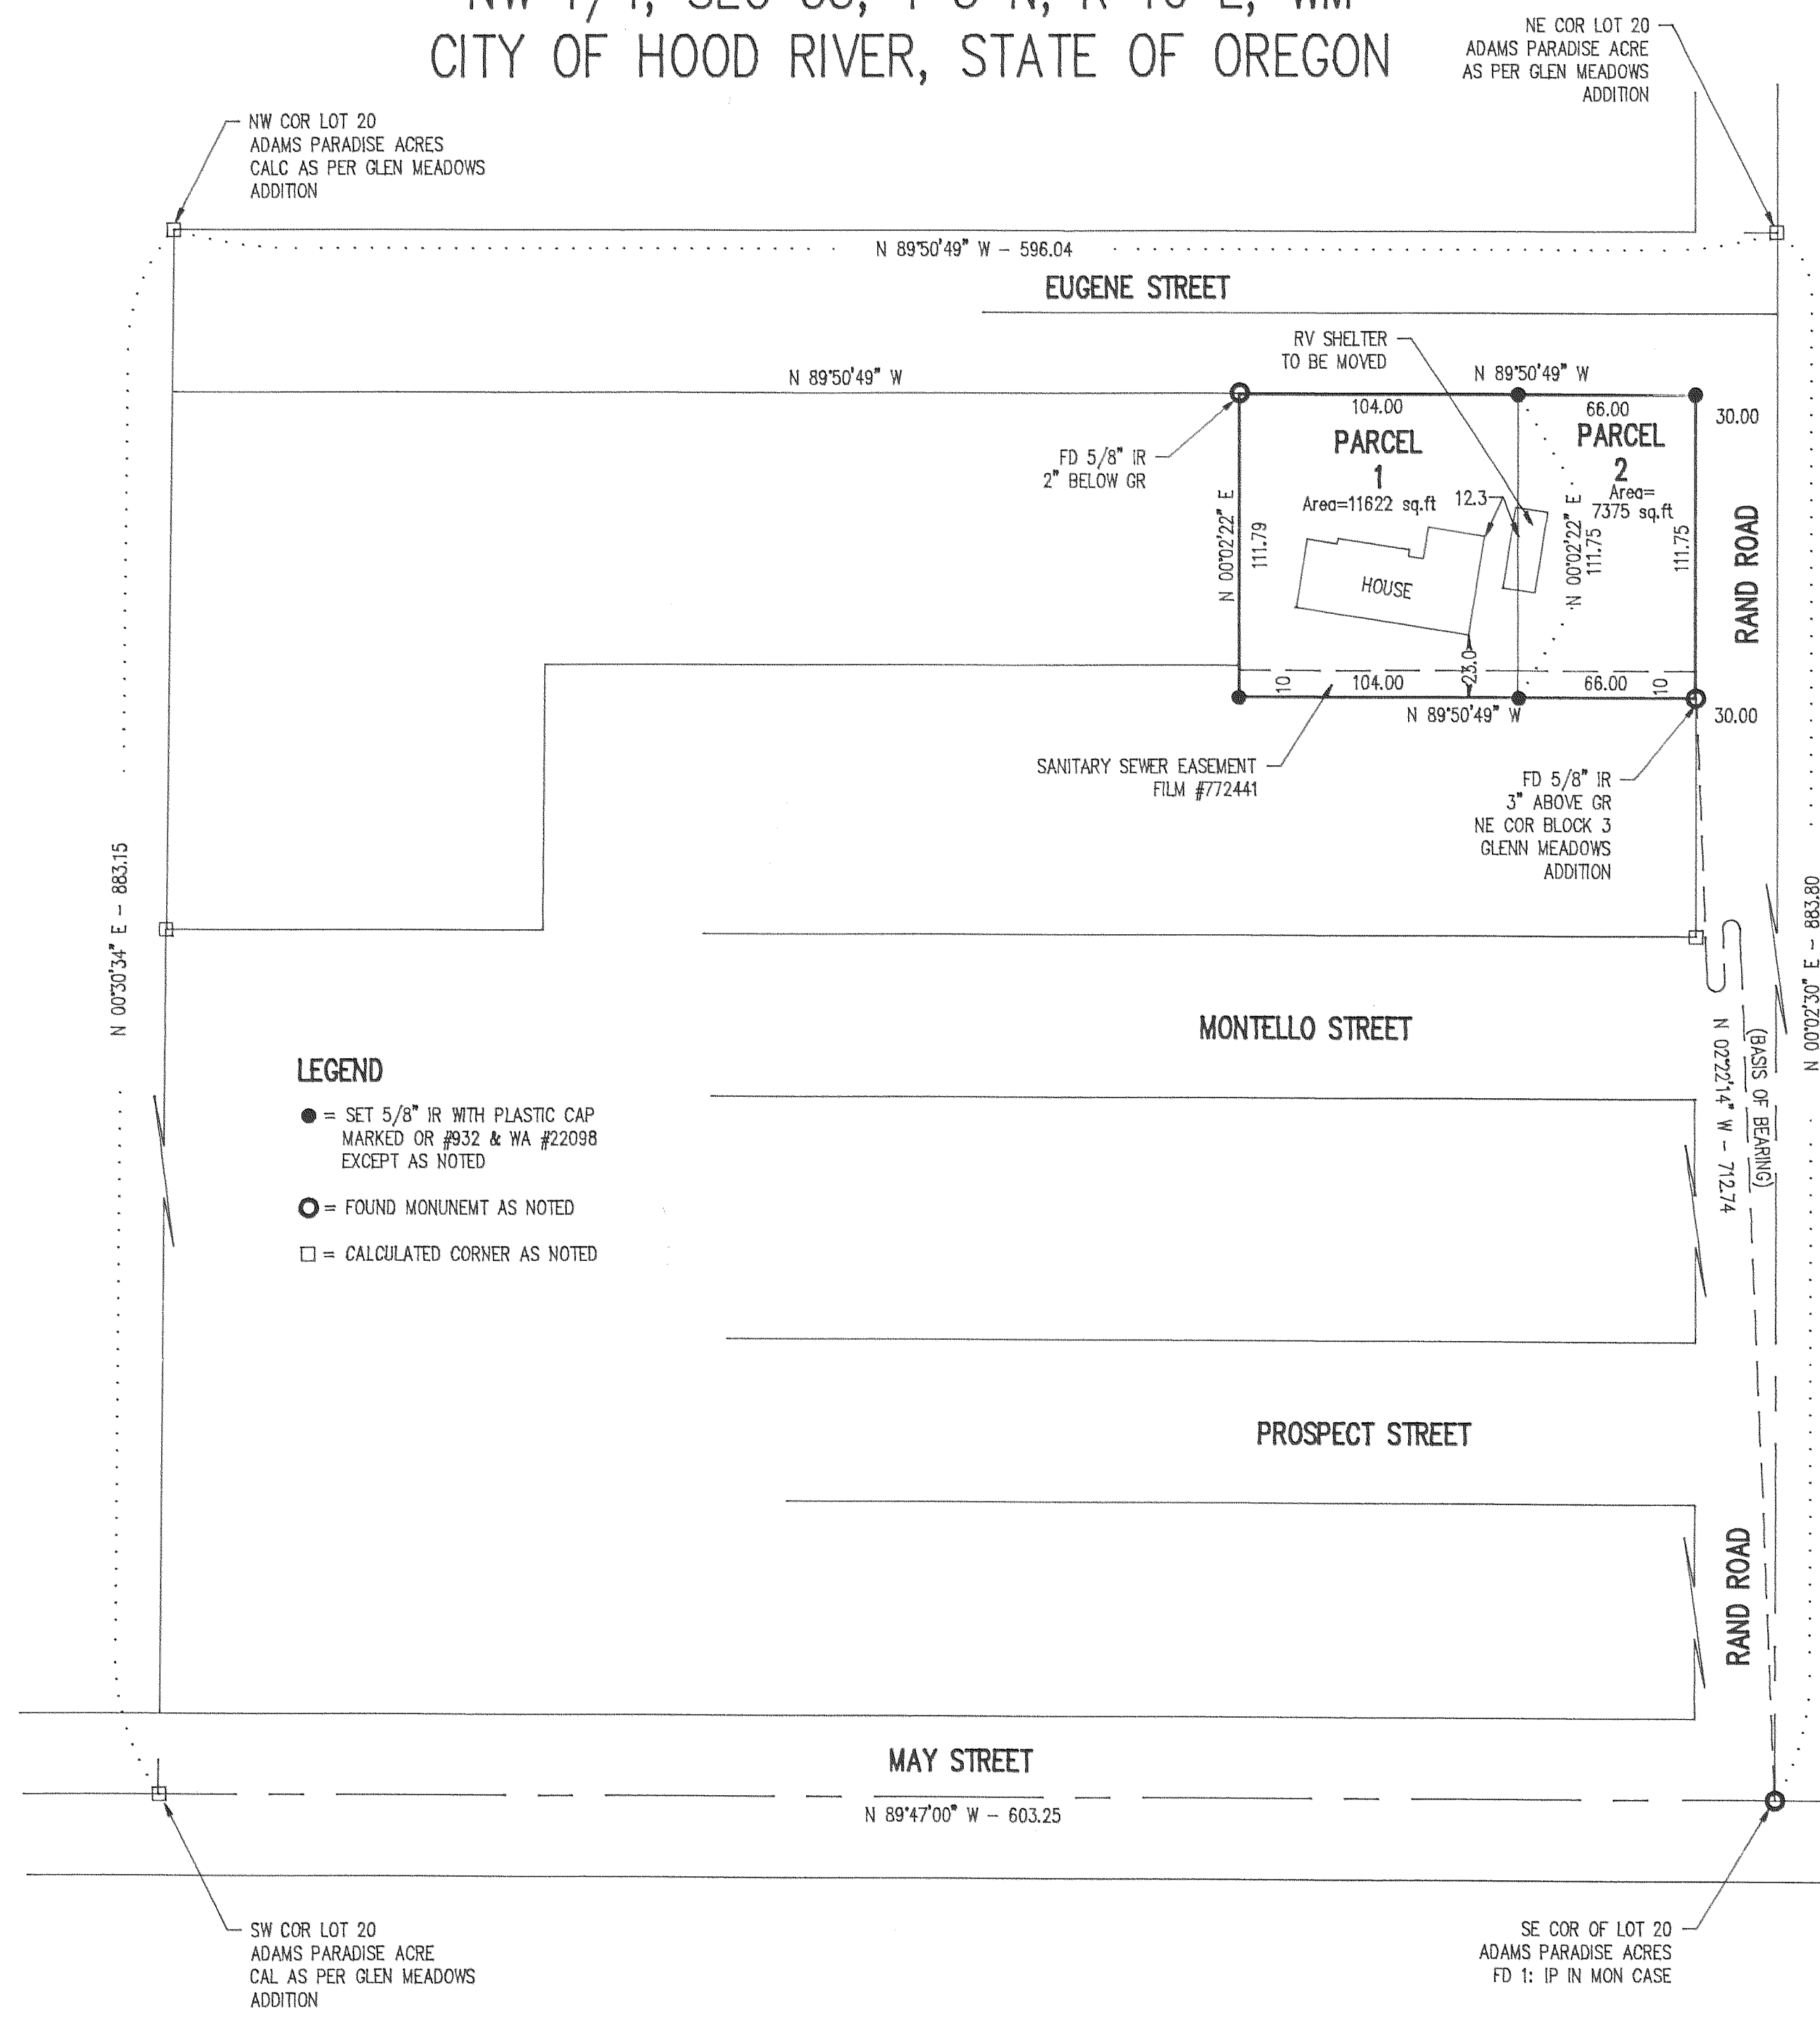 CITY OF HOOD RIVER, STATE OF OREGON
NE COR LOT 20
ADAMS PARADISE ACRE
AS PER GLEN MEADOWS
ADDITION
NW COR LOT 20
ADAMS PARADISE ACRES
CALC AS PER GLEN MEADOWS
ADDITION
N 89°50'49" W – 596.04
EUGENE STREET
RV SHELTER
TO BE MOVED
N 89°50'49" W
N 89°50'49" W
104.00
66.00
30.00
PARCEL
1
Area=11622 sq.ft
PARCEL
2
Area=
7375 sq.ft
FD 5/8" IR
2" BELOW GR
12.3
N 00°02'22" E
111.79
HOUSE
N 00°02'22" E
111.75
111.75
RAND ROAD
23.0
10
104.00
66.00
10
N 89°50'49" W
30.00
SANITARY SEWER EASEMENT
FILM #772441
FD 5/8" IR
3" ABOVE GR
NE COR BLOCK 3
GLENN MEADOWS
ADDITION
N 00°30'34" E – 883.15
N 00°02'30" E – 883.80
MONTELLO STREET
N 02°22'14" W – 712.74
(BASIS OF BEARING)
LEGEND
= SET 5/8" IR WITH PLASTIC CAP
MARKED OR #932 & WA #22098
EXCEPT AS NOTED
= FOUND MONUNEMT AS NOTED
= CALCULATED CORNER AS NOTED
PROSPECT STREET
RAND ROAD
MAY STREET
N 89°47'00" W – 603.25
SW COR LOT 20
ADAMS PARADISE ACRE
CAL AS PER GLEN MEADOWS
ADDITION
SE COR OF LOT 20
ADAMS PARADISE ACRES
FD 1: IP IN MON CASE